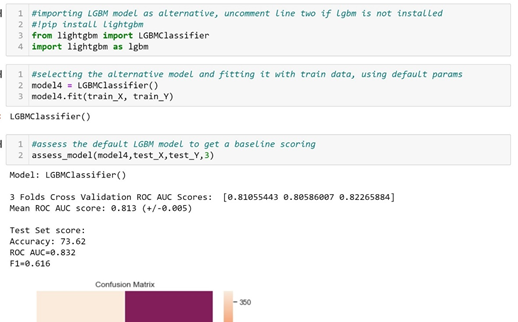 1 #importing LGBM model as alternative, uncomment line two if lgbm is not installed
2 #!pip install lightgbm
3 from lightgbm import LGBMClassifier
4 import lightgbm as lgbm
1 #selecting the alternative model and fitting it with train data, using default params
2 model4 = LGBMClassifier()
3 model4.fit(train_X, train_Y)
LGBMClassifier()
1 #assess the default LGBM model to get a baseline scoring
2 assess_model(model4,test_X,test_Y,3)
Model: LGBMClassifier()
3 Folds Cross Validation ROC AUC Scores: [0.81055443 0.80586007 0.82265884]
Mean ROC AUC score: 0.813 (+/-0.005)
Test Set score:
Accuracy: 73.62
ROC AUC=0.832
F1=0.616
Confusion Matrix
350